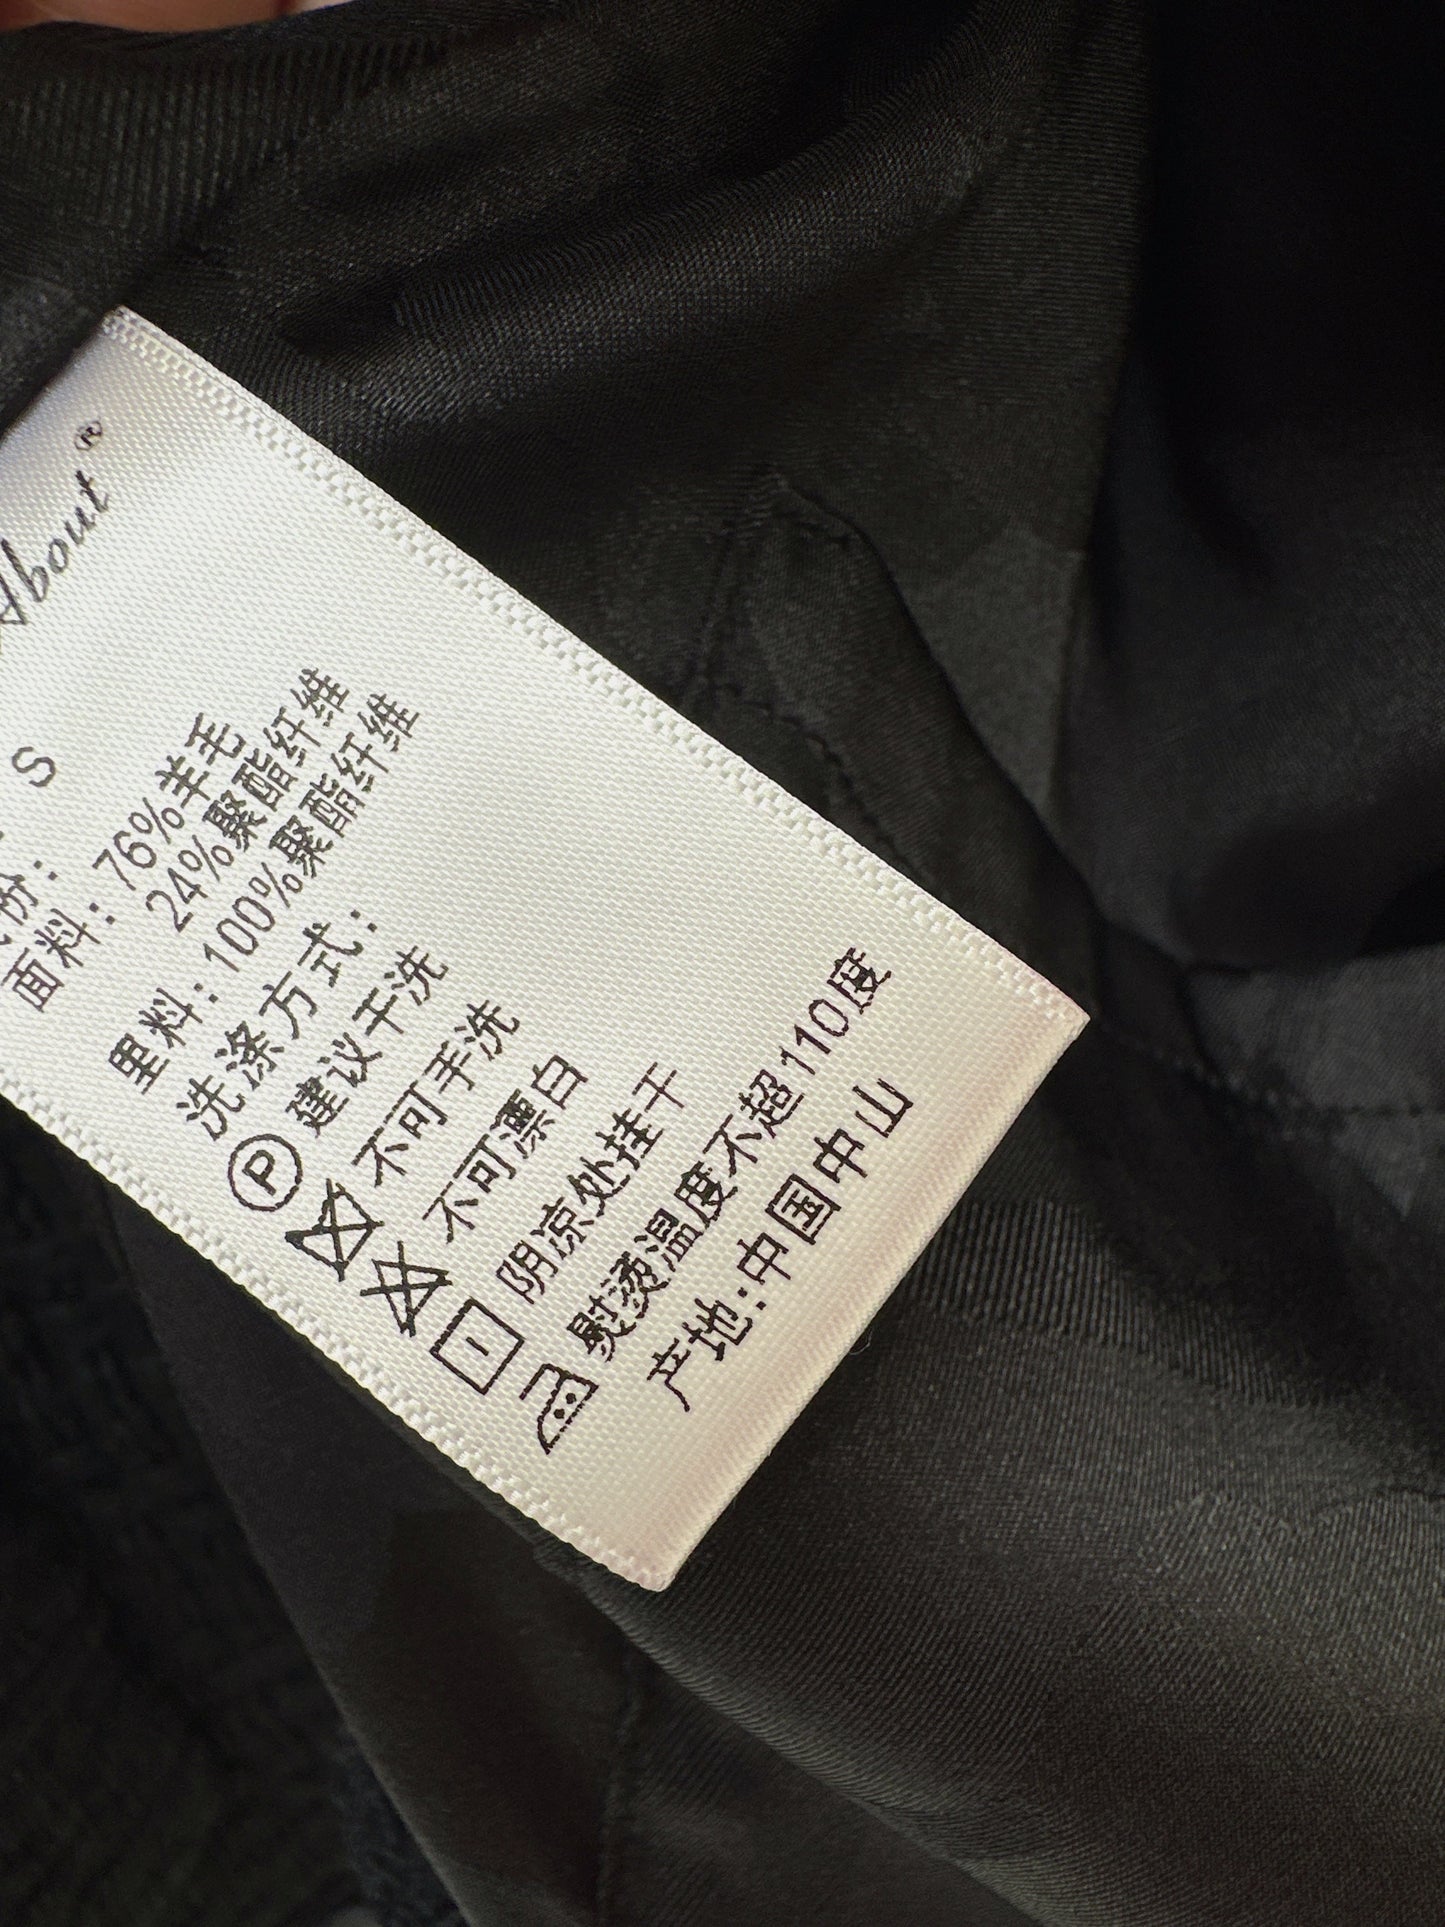 About®
S
份：
面料：76%羊毛
24%聚酯纤维
里料：100%聚酯纤维
洗涤方式：
Ⓟ 建议干洗
不可手洗
不可漂白
阴凉处挂干
熨烫温度不超110度
产地：中国中山